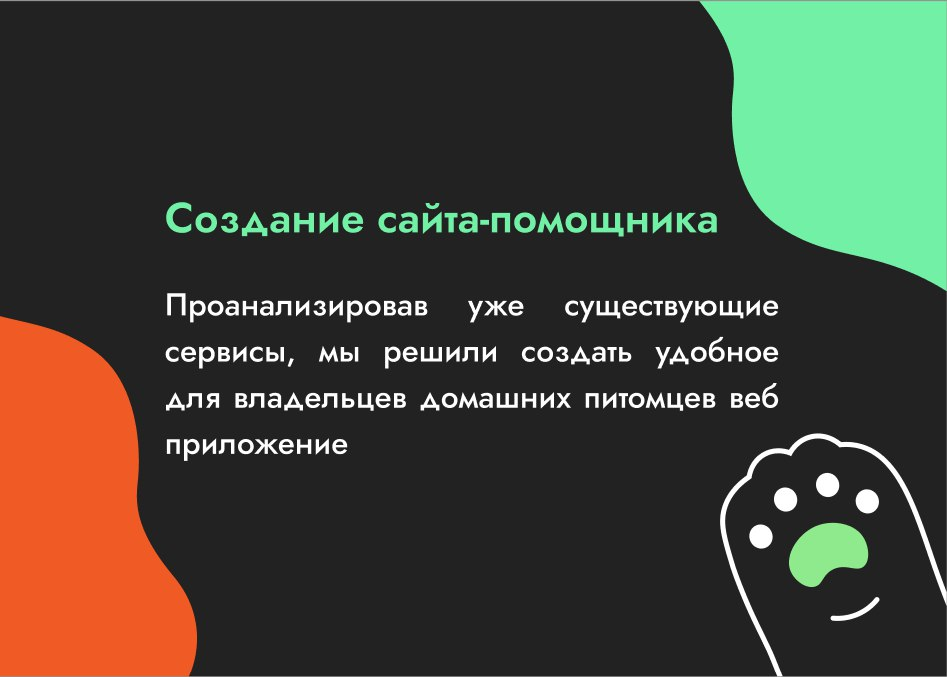 Создание сайта-помощника
Проанализировав уже существующие
сервисы, мы решили создать удобное
для владельцев домашних питомцев веб
приложение